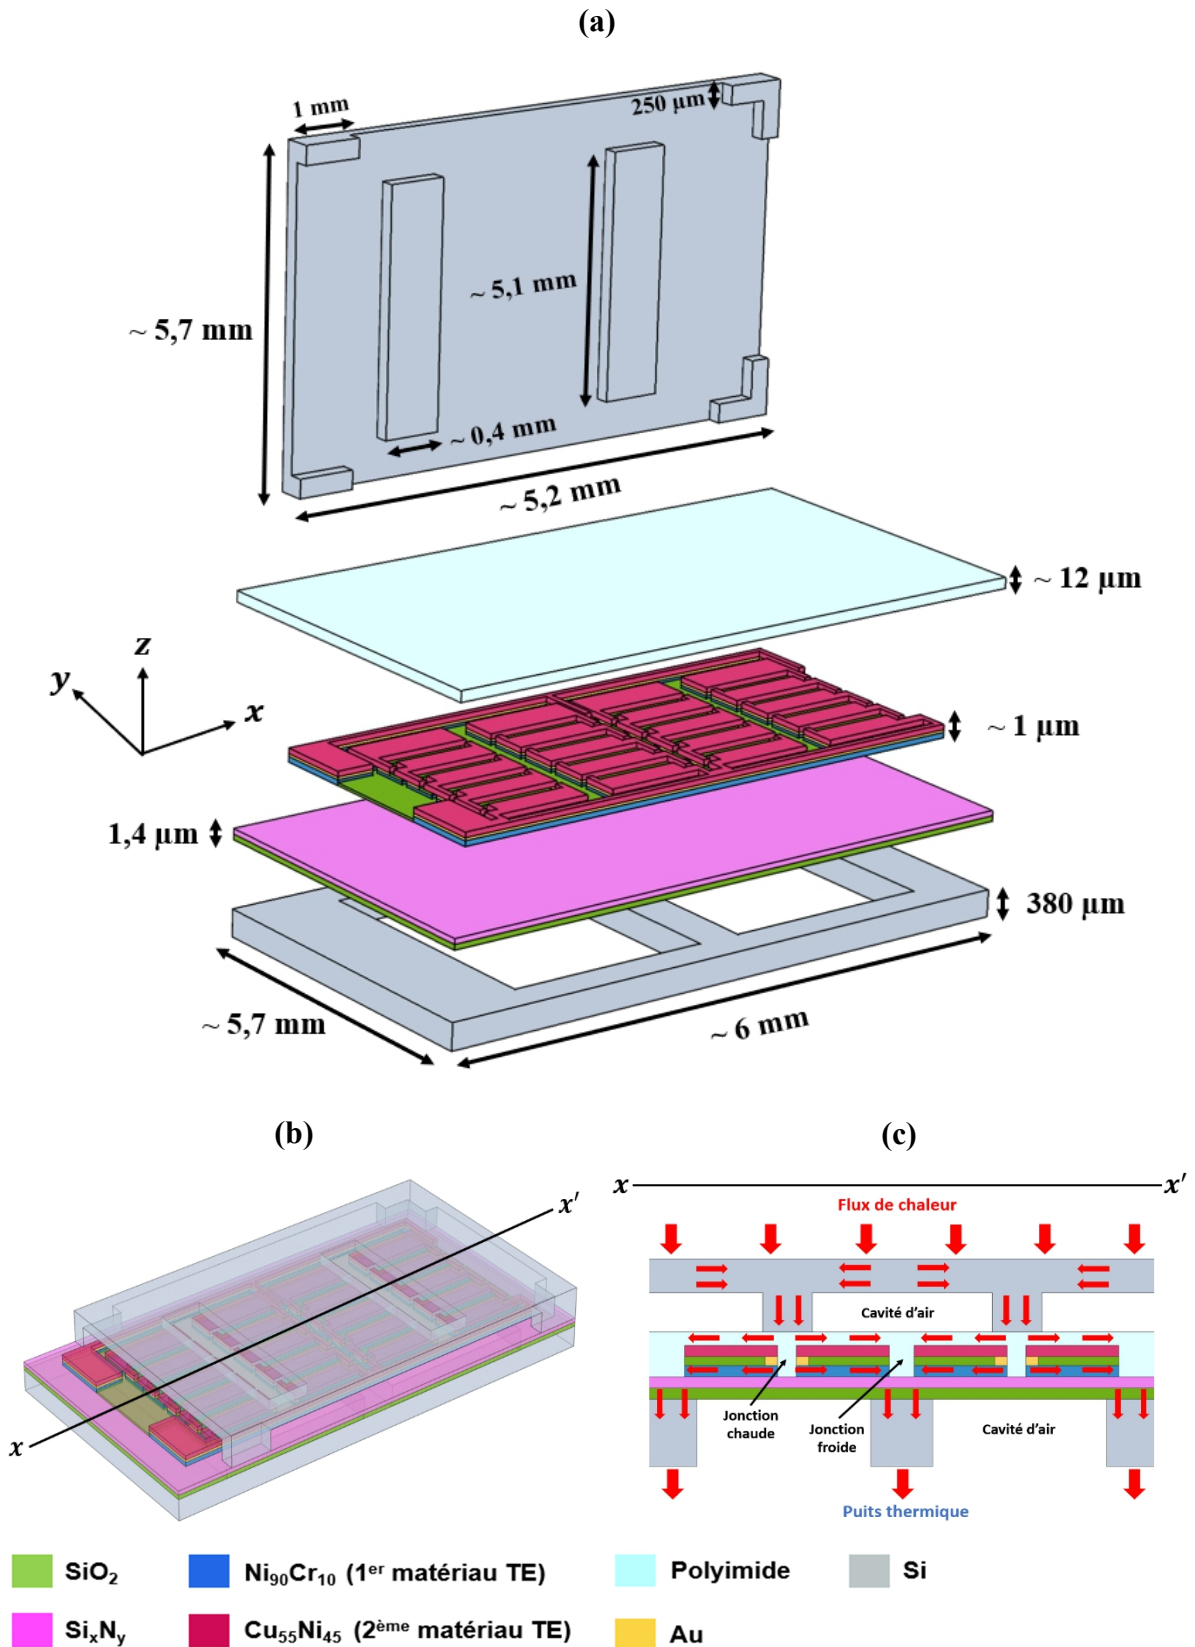 (a)
1 mm
250 μm
~ 5,1 mm
~ 5,7 mm
~ 0,4 mm
~ 5,2 mm
~ 12 μm
z
y
x
~ 1 μm
1,4 μm
380 μm
~ 5,7 mm
~ 6 mm
(b)
(c)
x
x′
x x′
Flux de chaleur
Cavité d'air
Jonction
chaude
Jonction
froide
Cavité d'air
Puits thermique
SiO₂
Ni₉₀Cr₁₀ (1ᵉʳ matériau TE)
Polyimide
Si
SiₓNᵧ
Cu₅₅Ni₄₅ (2ᵉᵐᵉ matériau TE)
Au